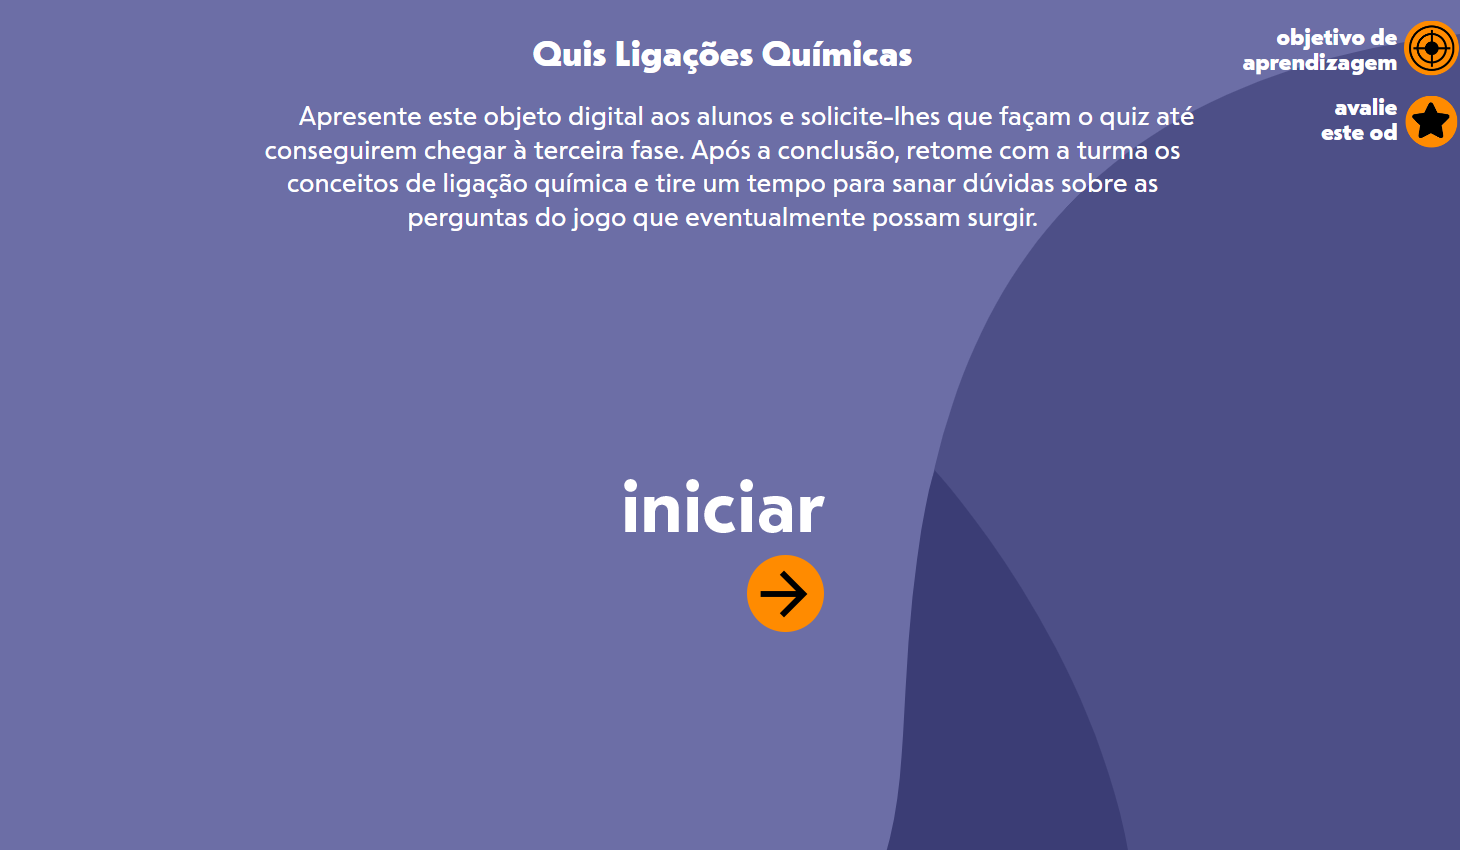 Quis Ligações Químicas
Apresente este objeto digital aos alunos e solicite-lhes que façam o quiz até
conseguirem chegar à terceira fase. Após a conclusão, retome com a turma os
conceitos de ligação química e tire um tempo para sanar dúvidas sobre as
perguntas do jogo que eventualmente possam surgir.
objetivo de
aprendizagem
avalie
este od
iniciar